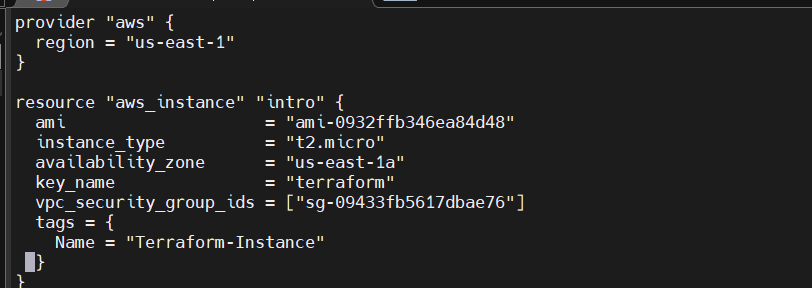 provider "aws" {
  region = "us-east-1"
}

resource "aws_instance" "intro" {
  ami                    = "ami-0932ffb346ea84d48"
  instance_type          = "t2.micro"
  availability_zone      = "us-east-1a"
  key_name               = "terraform"
  vpc_security_group_ids = ["sg-09433fb5617dbae76"]
  tags = {
    Name = "Terraform-Instance"
  }
}